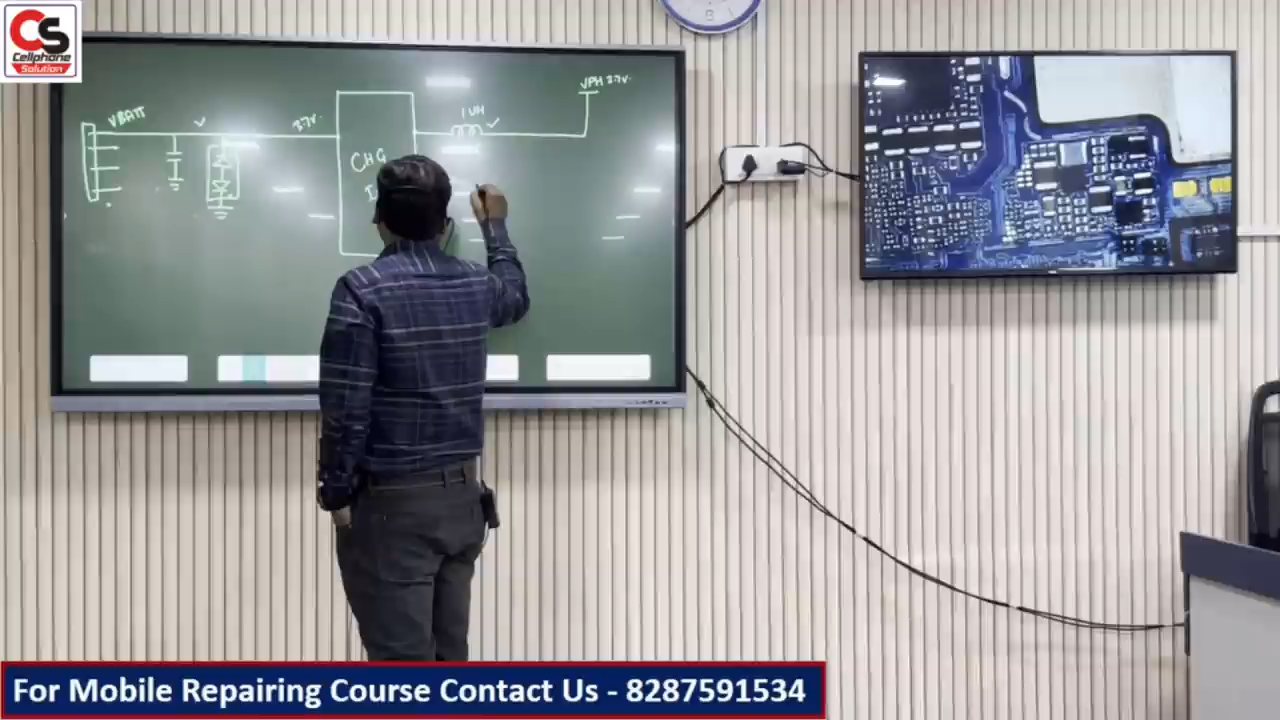 CS
Cellphone
Solution
VBATT
3.7V.
CHG
I
1UH
VPH 3.7V.
For Mobile Repairing Course Contact Us - 8287591534